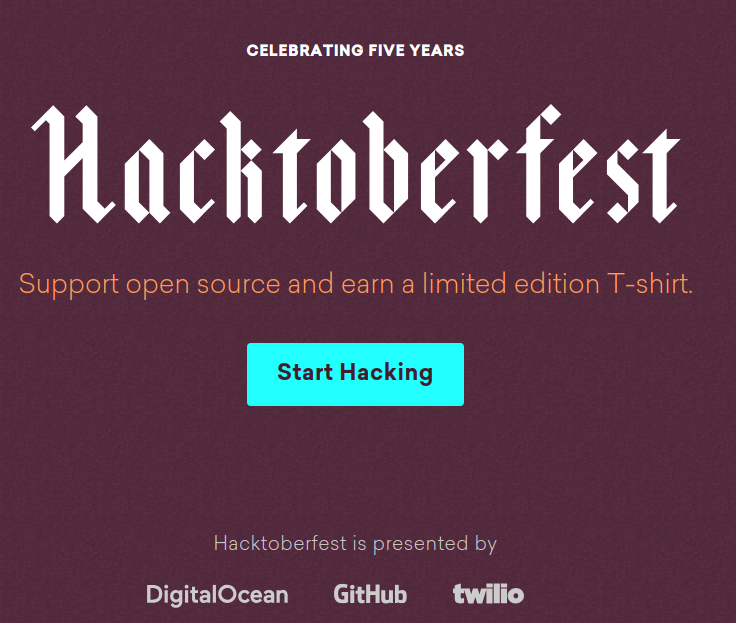 CELEBRATING FIVE YEARS
Hacktoberfest
Support open source and earn a limited edition T-shirt.
Start Hacking
Hacktoberfest is presented by
DigitalOcean GitHub twilio